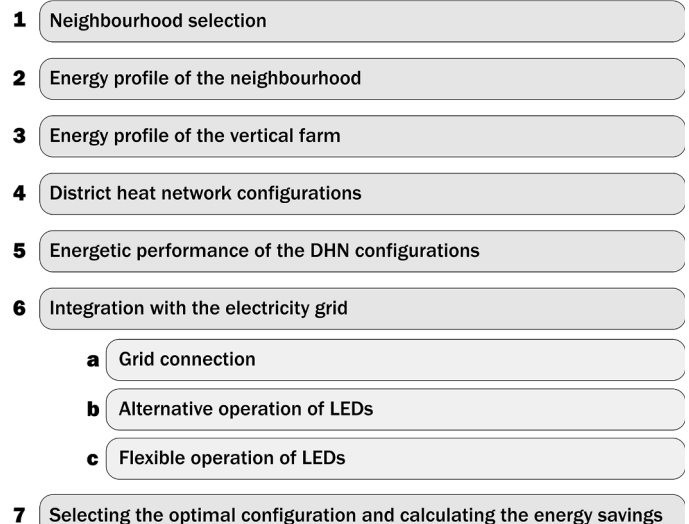 1 Neighbourhood selection
2 Energy profile of the neighbourhood
3 Energy profile of the vertical farm
4 District heat network configurations
5 Energetic performance of the DHN configurations
6 Integration with the electricity grid
a Grid connection
b Alternative operation of LEDs
c Flexible operation of LEDs
7 Selecting the optimal configuration and calculating the energy savings